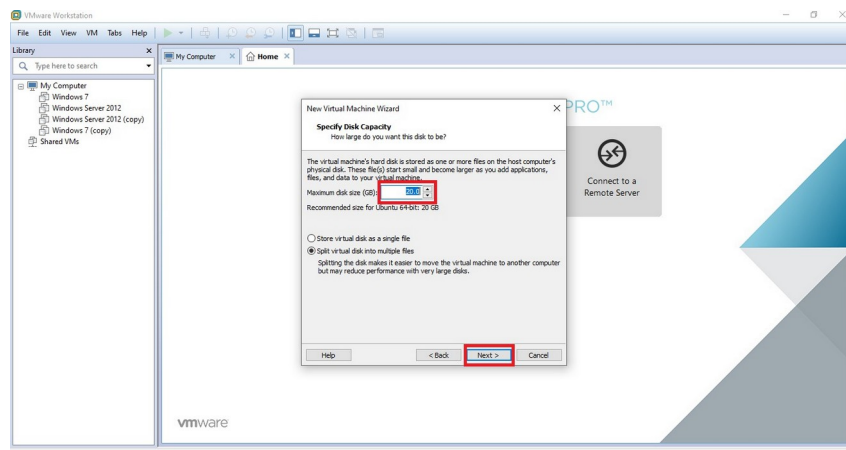 VMware Workstation
File Edit View VM Tabs Help
Library
Type here to search
My Computer
Windows 7
Windows Server 2012
Windows Server 2012 (copy)
Windows 7 (copy)
Shared VMs
My Computer
Home
PRO™
Connect to a
Remote Server
New Virtual Machine Wizard
Specify Disk Capacity
How large do you want this disk to be?
The virtual machine's hard disk is stored as one or more files on the host computer's
physical disk. These file(s) start small and become larger as you add applications,
files, and data to your virtual machine.
Maximum disk size (GB): 20.0
Recommended size for Ubuntu 64-bit: 20 GB
Store virtual disk as a single file
Split virtual disk into multiple files
Splitting the disk makes it easier to move the virtual machine to another computer
but may reduce performance with very large disks.
Help < Back Next > Cancel
vmware